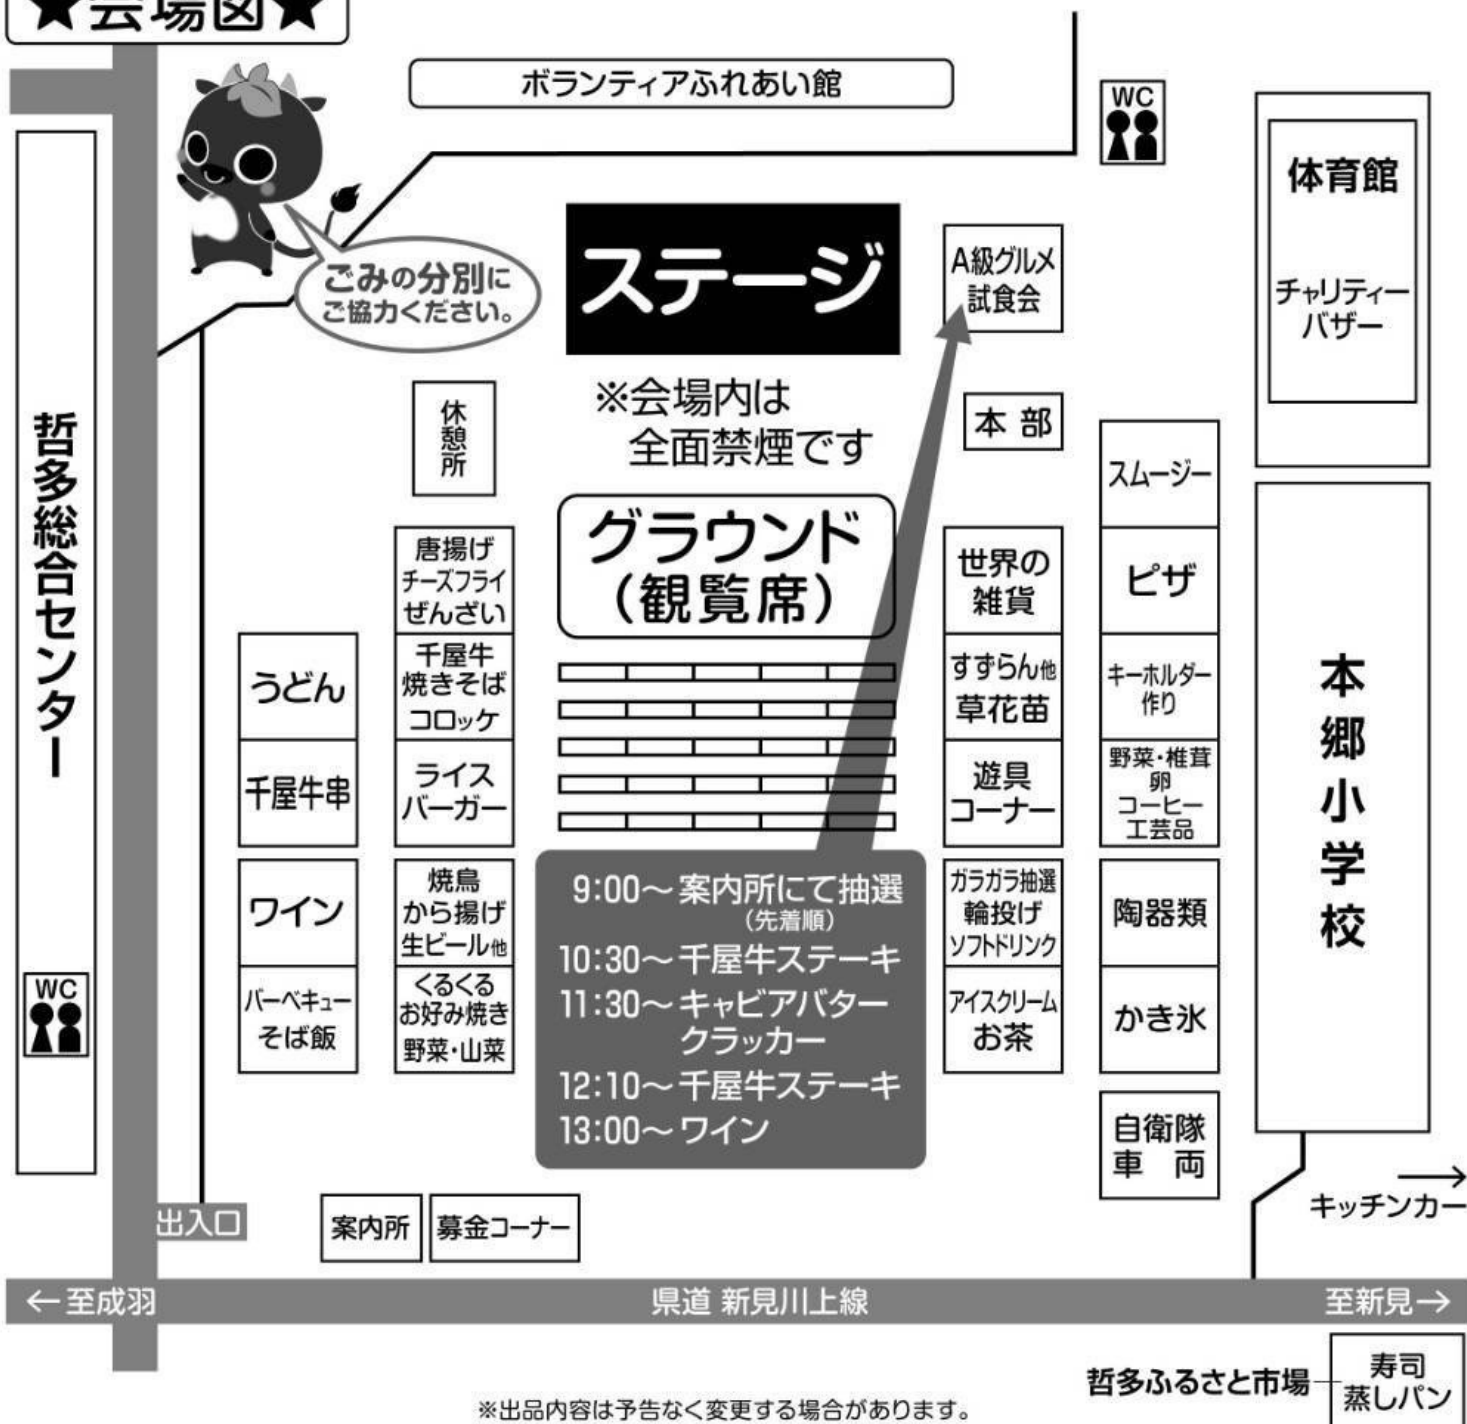 ★会場図★
ボランティアふれあい館
WC
体育館
チャリティー
バザー
ステージ
A級グルメ
試食会
ごみの分別に
ご協力ください。
※会場内は
全面禁煙です
休憩所
本部
哲多総合センター
グラウンド
（観覧席）
唐揚げ
チーズフライ
ぜんざい
千屋牛
焼きそば
コロッケ
ライス
バーガー
焼鳥
から揚げ
生ビール他
くるくる
お好み焼き
野菜・山菜
うどん
千屋牛串
ワイン
バーベキュー
そば飯
WC
世界の
雑貨
すずらん他
草花苗
遊具
コーナー
ガラガラ抽選
輪投げ
ソフトドリンク
アイスクリーム
お茶
スムージー
ピザ
キーホルダー
作り
野菜・椎茸
卵
コーヒー
工芸品
陶器類
かき氷
自衛隊
車両
本郷小学校
9:00～案内所にて抽選
（先着順）
10:30～千屋牛ステーキ
11:30～キャビアバター
クラッカー
12:10～千屋牛ステーキ
13:00～ワイン
出入口
案内所
募金コーナー
→
キッチンカー
←至成羽
県道 新見川上線
至新見→
哲多ふるさと市場
寿司
蒸しパン
※出品内容は予告なく変更する場合があります。